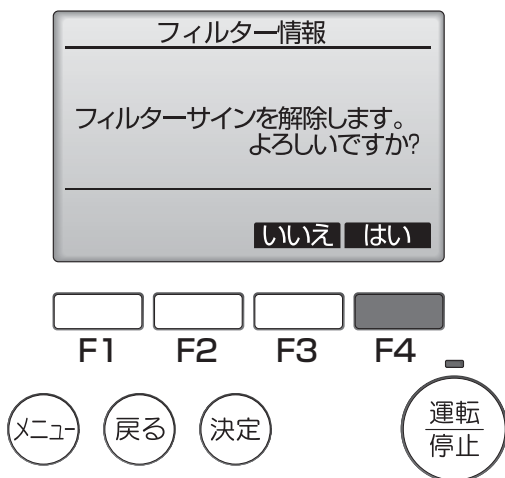 フィルター情報
フィルターサインを解除します。
よろしいですか?
いいえ はい
F1 F2 F3 F4
メニュー 戻る 決定 運転
停止